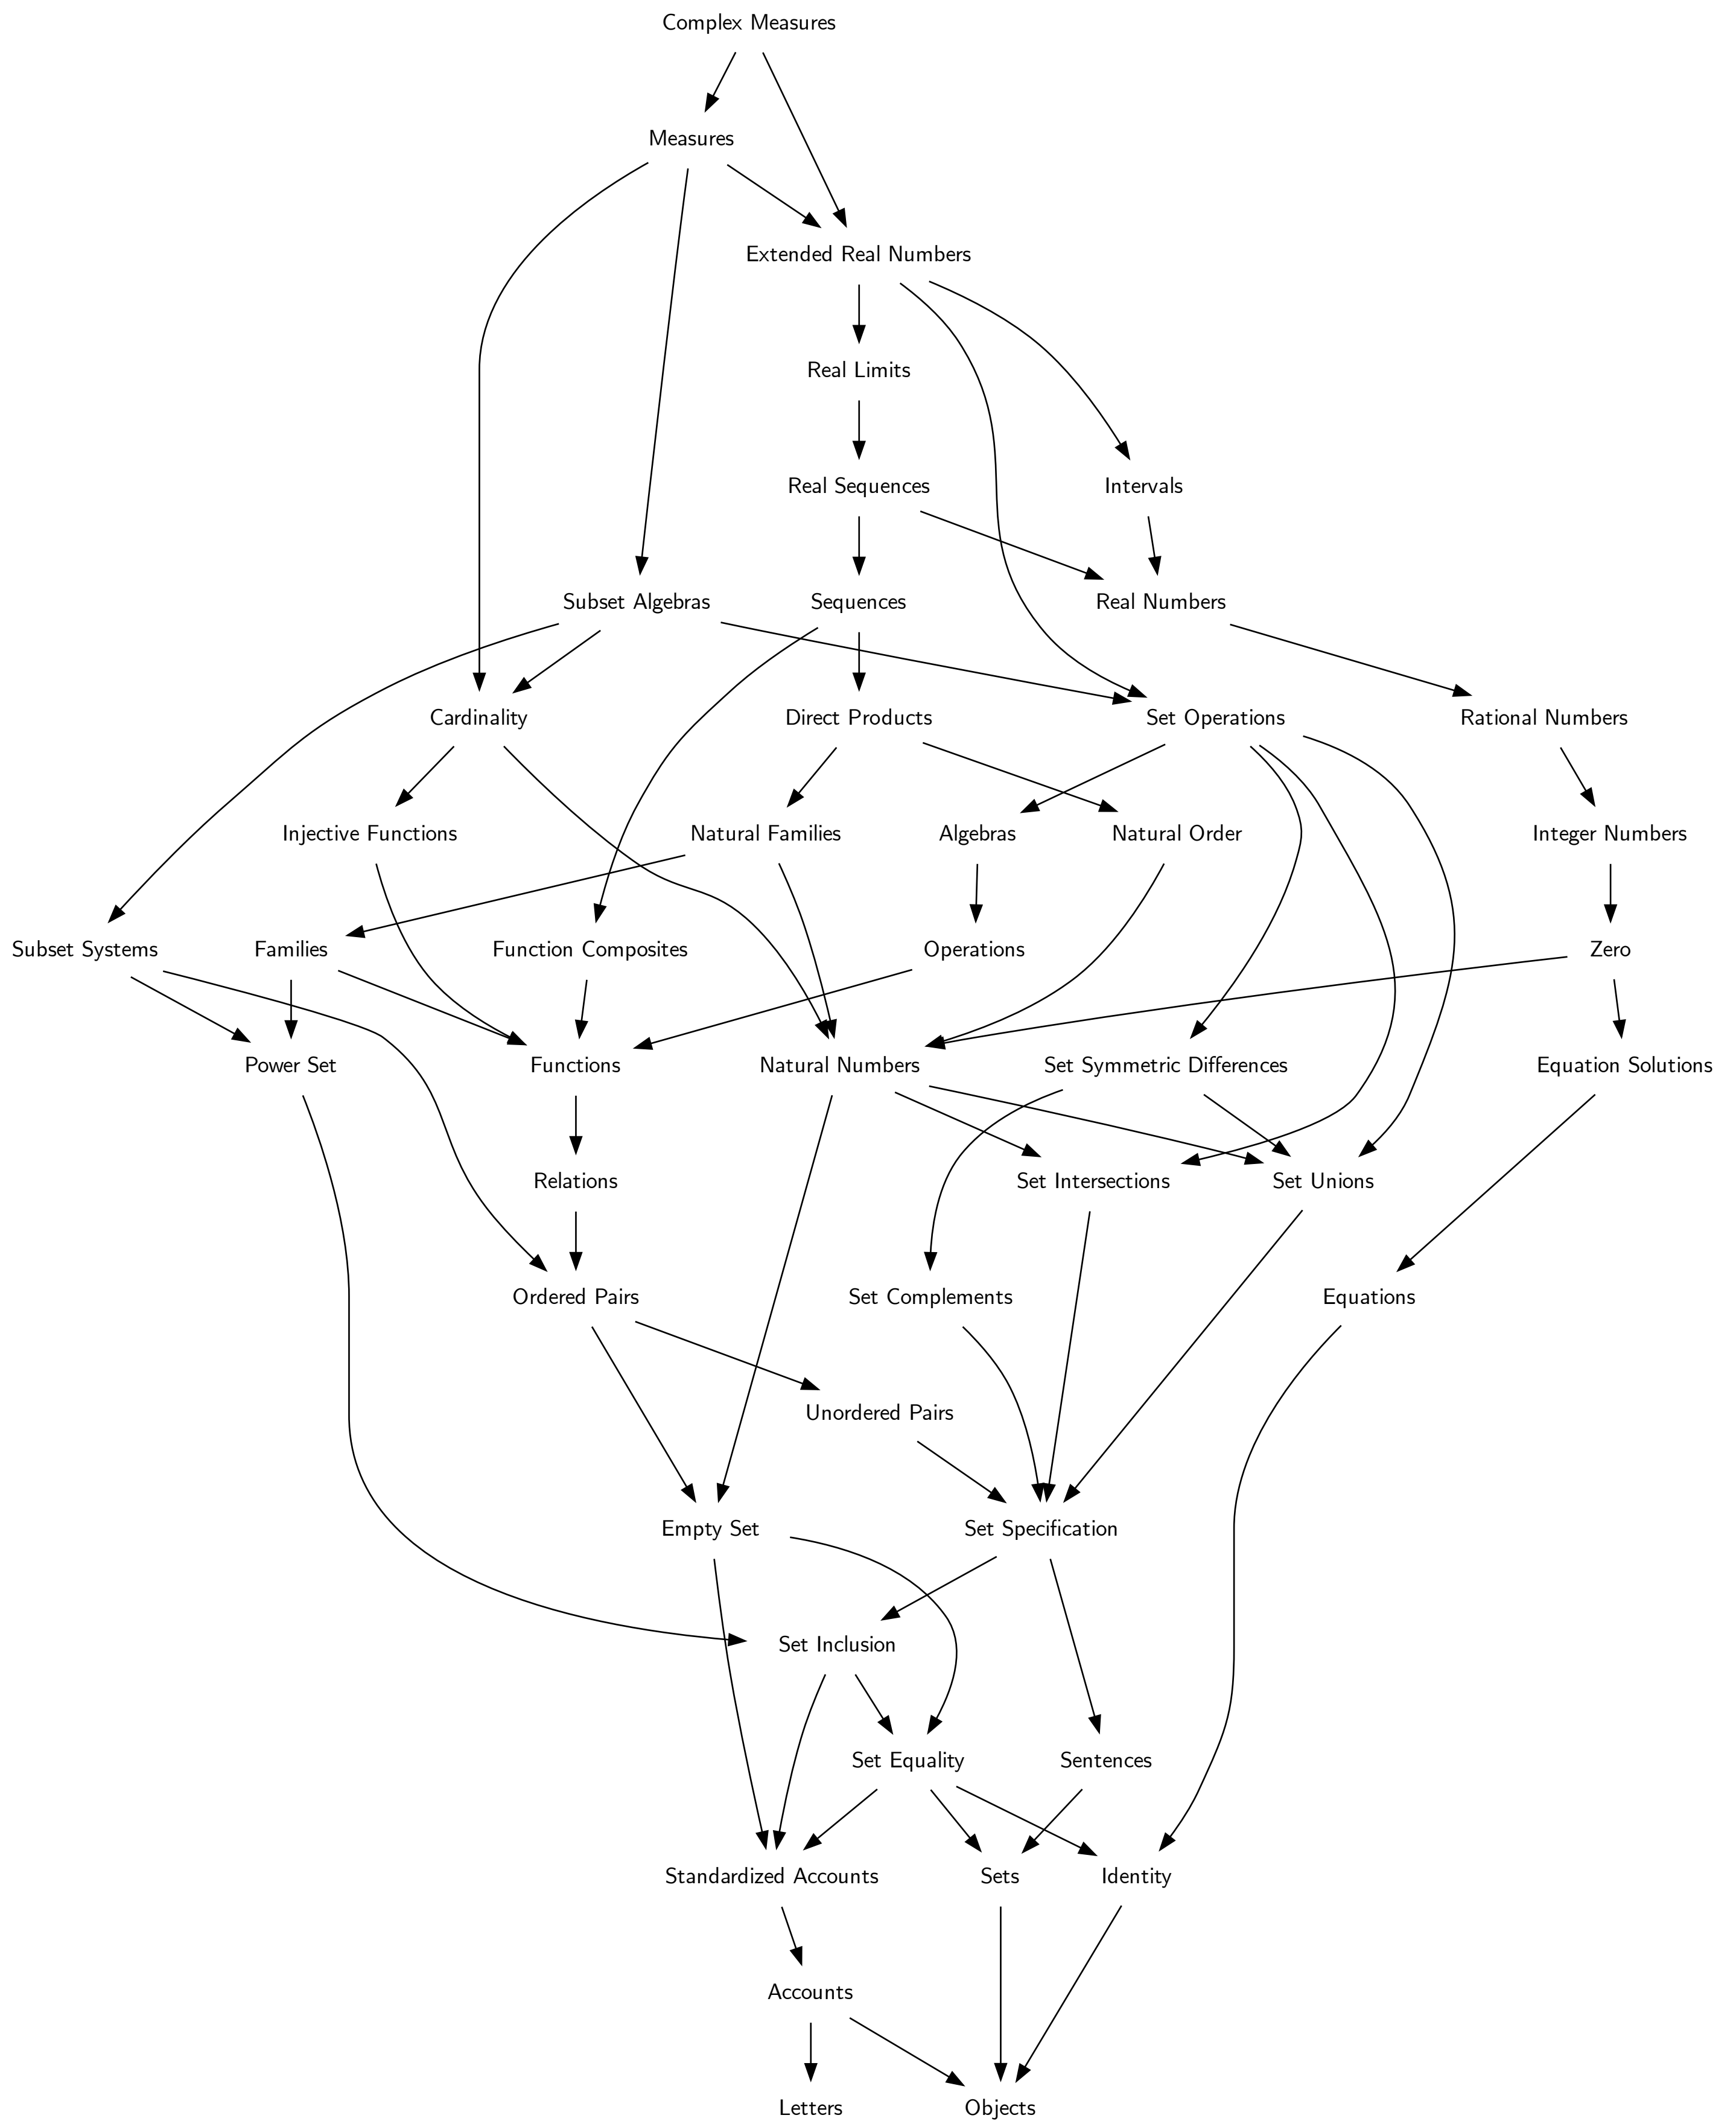 Complex Measures
Measures
Extended Real Numbers
Real Limits
Real Sequences
Intervals
Subset Algebras
Sequences
Real Numbers
Cardinality
Direct Products
Set Operations
Rational Numbers
Injective Functions
Natural Families
Algebras
Natural Order
Integer Numbers
Subset Systems
Families
Function Composites
Operations
Zero
Power Set
Functions
Natural Numbers
Set Symmetric Differences
Equation Solutions
Relations
Set Intersections
Set Unions
Ordered Pairs
Set Complements
Equations
Unordered Pairs
Empty Set
Set Specification
Set Inclusion
Set Equality
Sentences
Standardized Accounts
Sets
Identity
Accounts
Letters
Objects